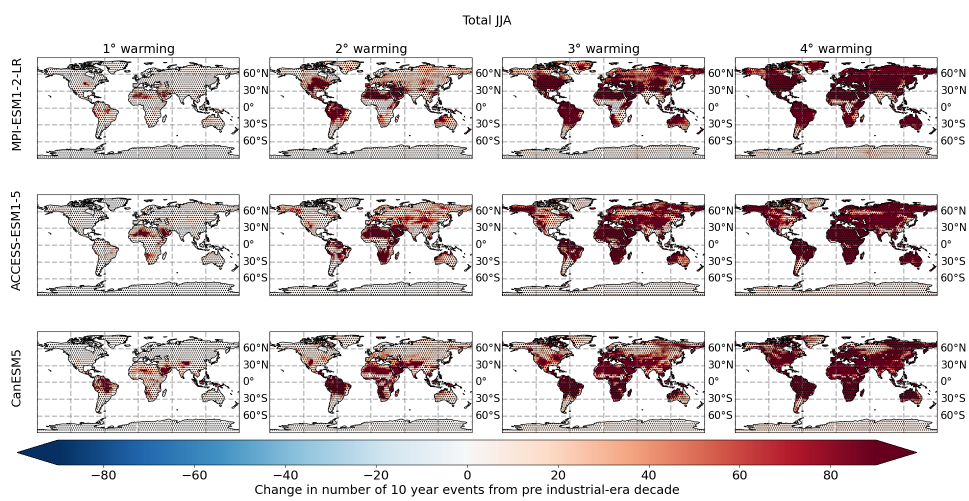 Total JJA
1° warming 2° warming 3° warming 4° warming
MPI-ESM1-2-LR
60°N 60°N 60°N 60°N
30°N 30°N 30°N 30°N
0° 0° 0° 0°
30°S 30°S 30°S 30°S
60°S 60°S 60°S 60°S
ACCESS-ESM1-5
60°N 60°N 60°N 60°N
30°N 30°N 30°N 30°N
0° 0° 0° 0°
30°S 30°S 30°S 30°S
60°S 60°S 60°S 60°S
CanESM5
60°N 60°N 60°N 60°N
30°N 30°N 30°N 30°N
0° 0° 0° 0°
30°S 30°S 30°S 30°S
60°S 60°S 60°S 60°S
−80 −60 −40 −20 0 20 40 60 80
Change in number of 10 year events from pre industrial-era decade